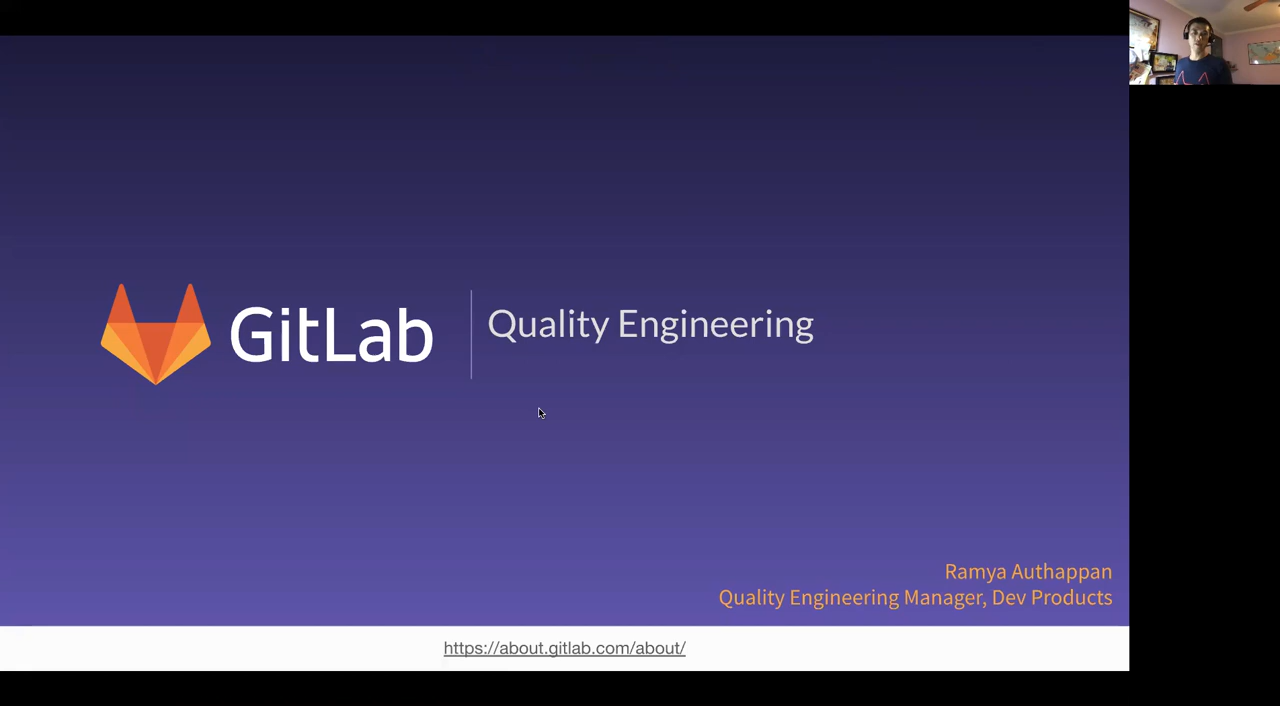 GitLab
Quality Engineering
Ramya Authappan
Quality Engineering Manager, Dev Products
https://about.gitlab.com/about/